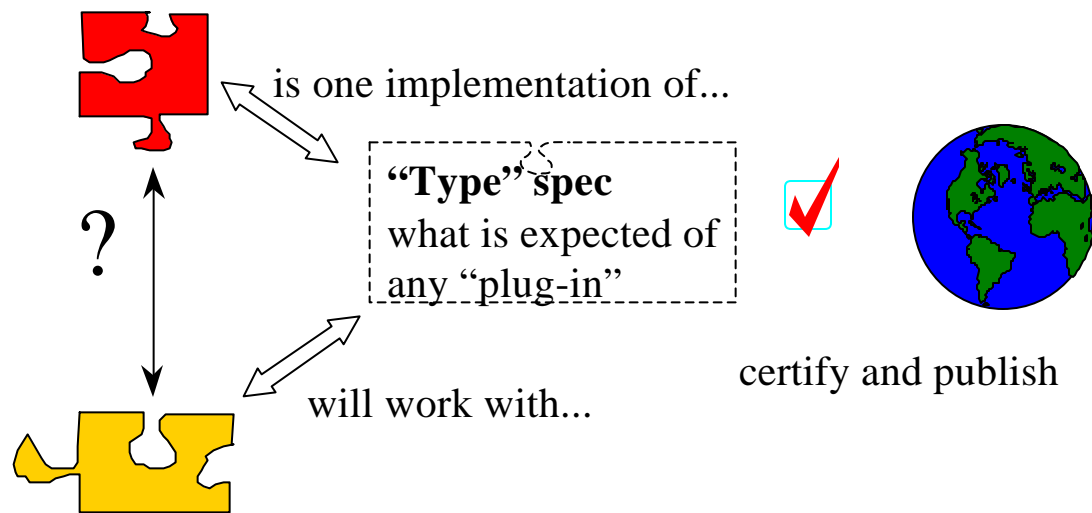 is one implementation of...
“Type” spec
what is expected of
any “plug-in”
?
certify and publish
will work with...